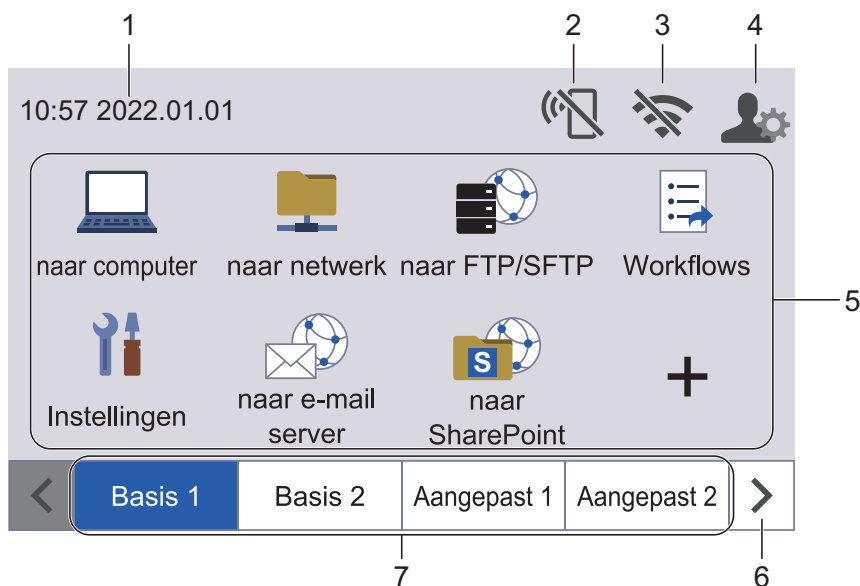 1
2
3
4
10:57 2022.01.01
naar computer
naar netwerk
naar FTP/SFTP
Workflows
5
Instellingen
naar e-mail
server
S
naar
SharePoint
+
Basis 1
Basis 2
Aangepast 1
Aangepast 2
7
6